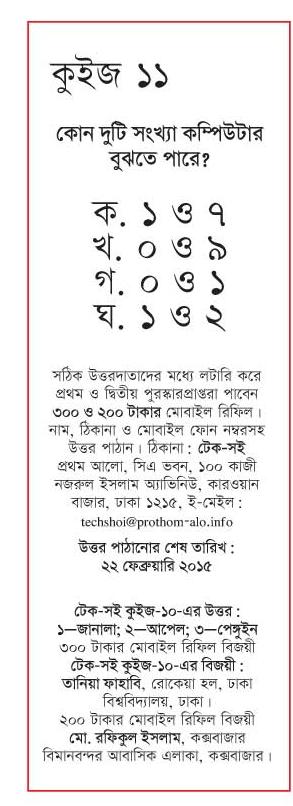 কুইজ ১১
কোন দুটি সংখ্যা কম্পিউটার
বুঝতে পারে?
ক. ১ ও ৭
খ. ০ ও ৯
গ. ০ ও ১
ঘ. ১ ও ২
সঠিক উত্তরদাতাদের মধ্যে লটারি করে
প্রথম ও দ্বিতীয় পুরস্কারপ্রাপ্তরা পাবেন
৩০০ ও ২০০ টাকার মোবাইল রিফিল।
নাম, ঠিকানা ও মোবাইল ফোন নম্বরসহ
উত্তর পাঠান। ঠিকানা : টেক-সই
প্রথম আলো, সিএ ভবন, ১০০ কাজী
নজরুল ইসলাম অ্যাভিনিউ, কারওয়ান
বাজার, ঢাকা ১২১৫, ই-মেইল :
techshoi@prothom-alo.info
উত্তর পাঠানোর শেষ তারিখ :
২২ ফেব্রুয়ারি ২০১৫
টেক-সই কুইজ-১০-এর উত্তর :
১—জানালা; ২—আপেল; ৩—পেঙ্গুইন
৩০০ টাকার মোবাইল রিফিল বিজয়ী
টেক-সই কুইজ-১০-এর বিজয়ী :
তানিয়া ফাহাবি, রোকেয়া হল, ঢাকা
বিশ্ববিদ্যালয়, ঢাকা।
২০০ টাকার মোবাইল রিফিল বিজয়ী
মো. রফিকুল ইসলাম, কক্সবাজার
বিমানবন্দর আবাসিক এলাকা, কক্সবাজার।